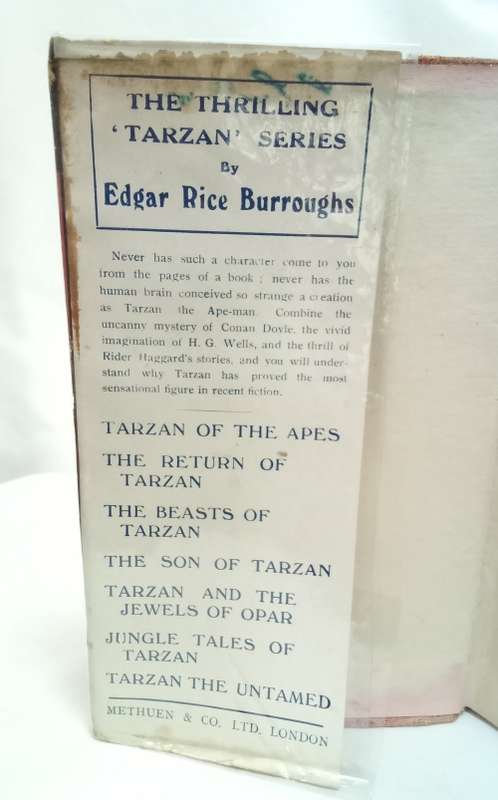 THE THRILLING
'TARZAN' SERIES
By
Edgar Rice Burroughs
Never has such a character come to you
from the pages of a book ; never has the
human brain conceived so strange a creation
as Tarzan the Ape-man. Combine the
uncanny mystery of Conan Doyle, the vivid
imagination of H. G. Wells, and the thrill of
Rider Haggard's stories, and you will under-
stand why Tarzan has proved the most
sensational figure in recent fiction.
TARZAN OF THE APES
THE RETURN OF
TARZAN
THE BEASTS OF
TARZAN
THE SON OF TARZAN
TARZAN AND THE
JEWELS OF OPAR
JUNGLE TALES OF
TARZAN
TARZAN THE UNTAMED
METHUEN & CO. LTD. LONDON